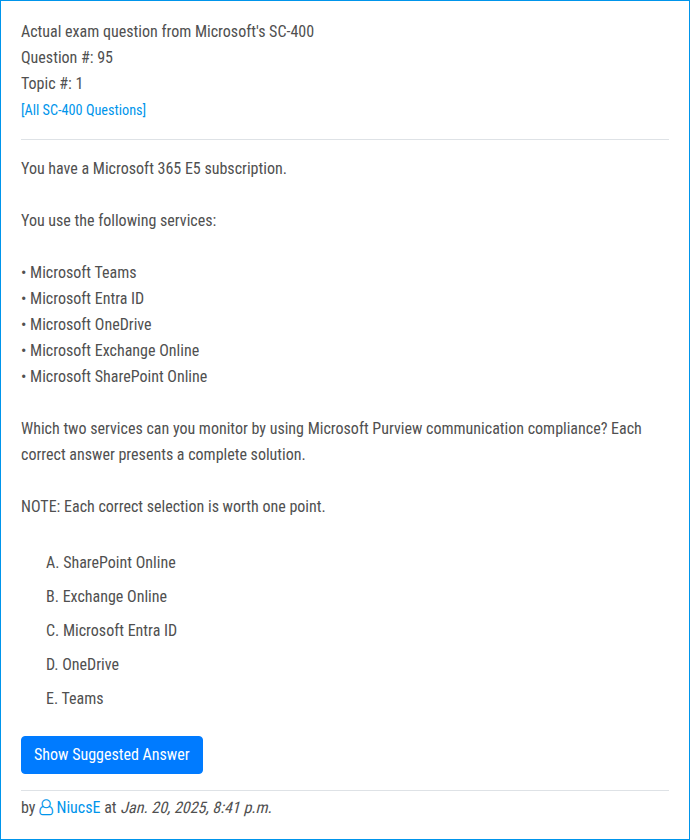 Actual exam question from Microsoft's SC-400
Question #: 95
Topic #: 1
[All SC-400 Questions]
You have a Microsoft 365 E5 subscription.
You use the following services:
• Microsoft Teams
• Microsoft Entra ID
• Microsoft OneDrive
• Microsoft Exchange Online
• Microsoft SharePoint Online
Which two services can you monitor by using Microsoft Purview communication compliance? Each
correct answer presents a complete solution.
NOTE: Each correct selection is worth one point.
A. SharePoint Online
B. Exchange Online
C. Microsoft Entra ID
D. OneDrive
E. Teams
Show Suggested Answer
by NiucsE at Jan. 20, 2025, 8:41 p.m.